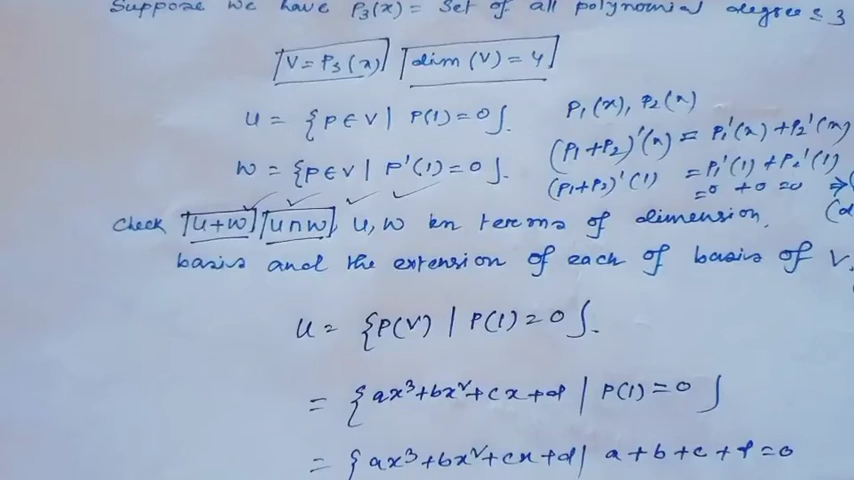 Suppose we have P₃(x) = Set of all polynomial degree ≤ 3
V = P₃(x) dim(V) = 4
U = {P ∈ V | P(1) = 0}.
P₁(x), P₂(x)
(P₁+P₂)'(x) = P₁'(x) + P₂'(x)
W = {P ∈ V | P'(1) = 0}.
(P₁+P₂)'(1) = P₁'(1) + P₂'(1)
= 0 + 0 = 0 ⇒
Check U+W, U∩W, U, W in terms of dimension,
basis and the extension of each of basis of V.
U = {P(V) | P(1) = 0}.
= {ax³+bx²+cx+d | P(1) = 0}
= {ax³+bx²+cx+d | a+b+c+d = 0